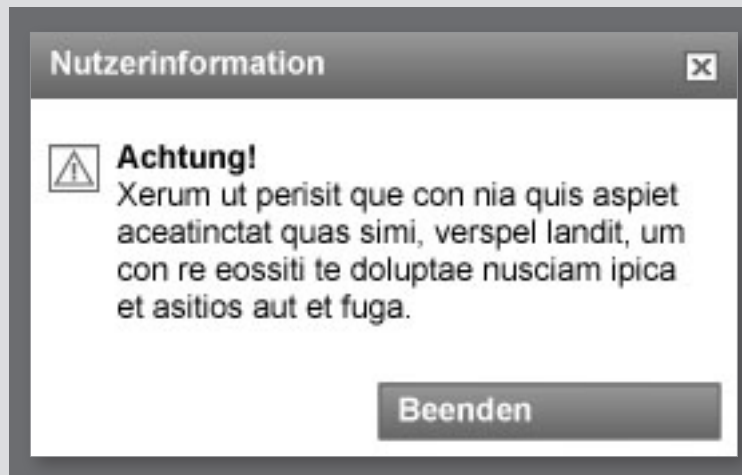 Nutzerinformation
Achtung!
Xerum ut perisit que con nia quis aspiet
aceatinctat quas simi, verspel landit, um
con re eossiti te doluptae nusciam ipica
et asitios aut et fuga.
Beenden